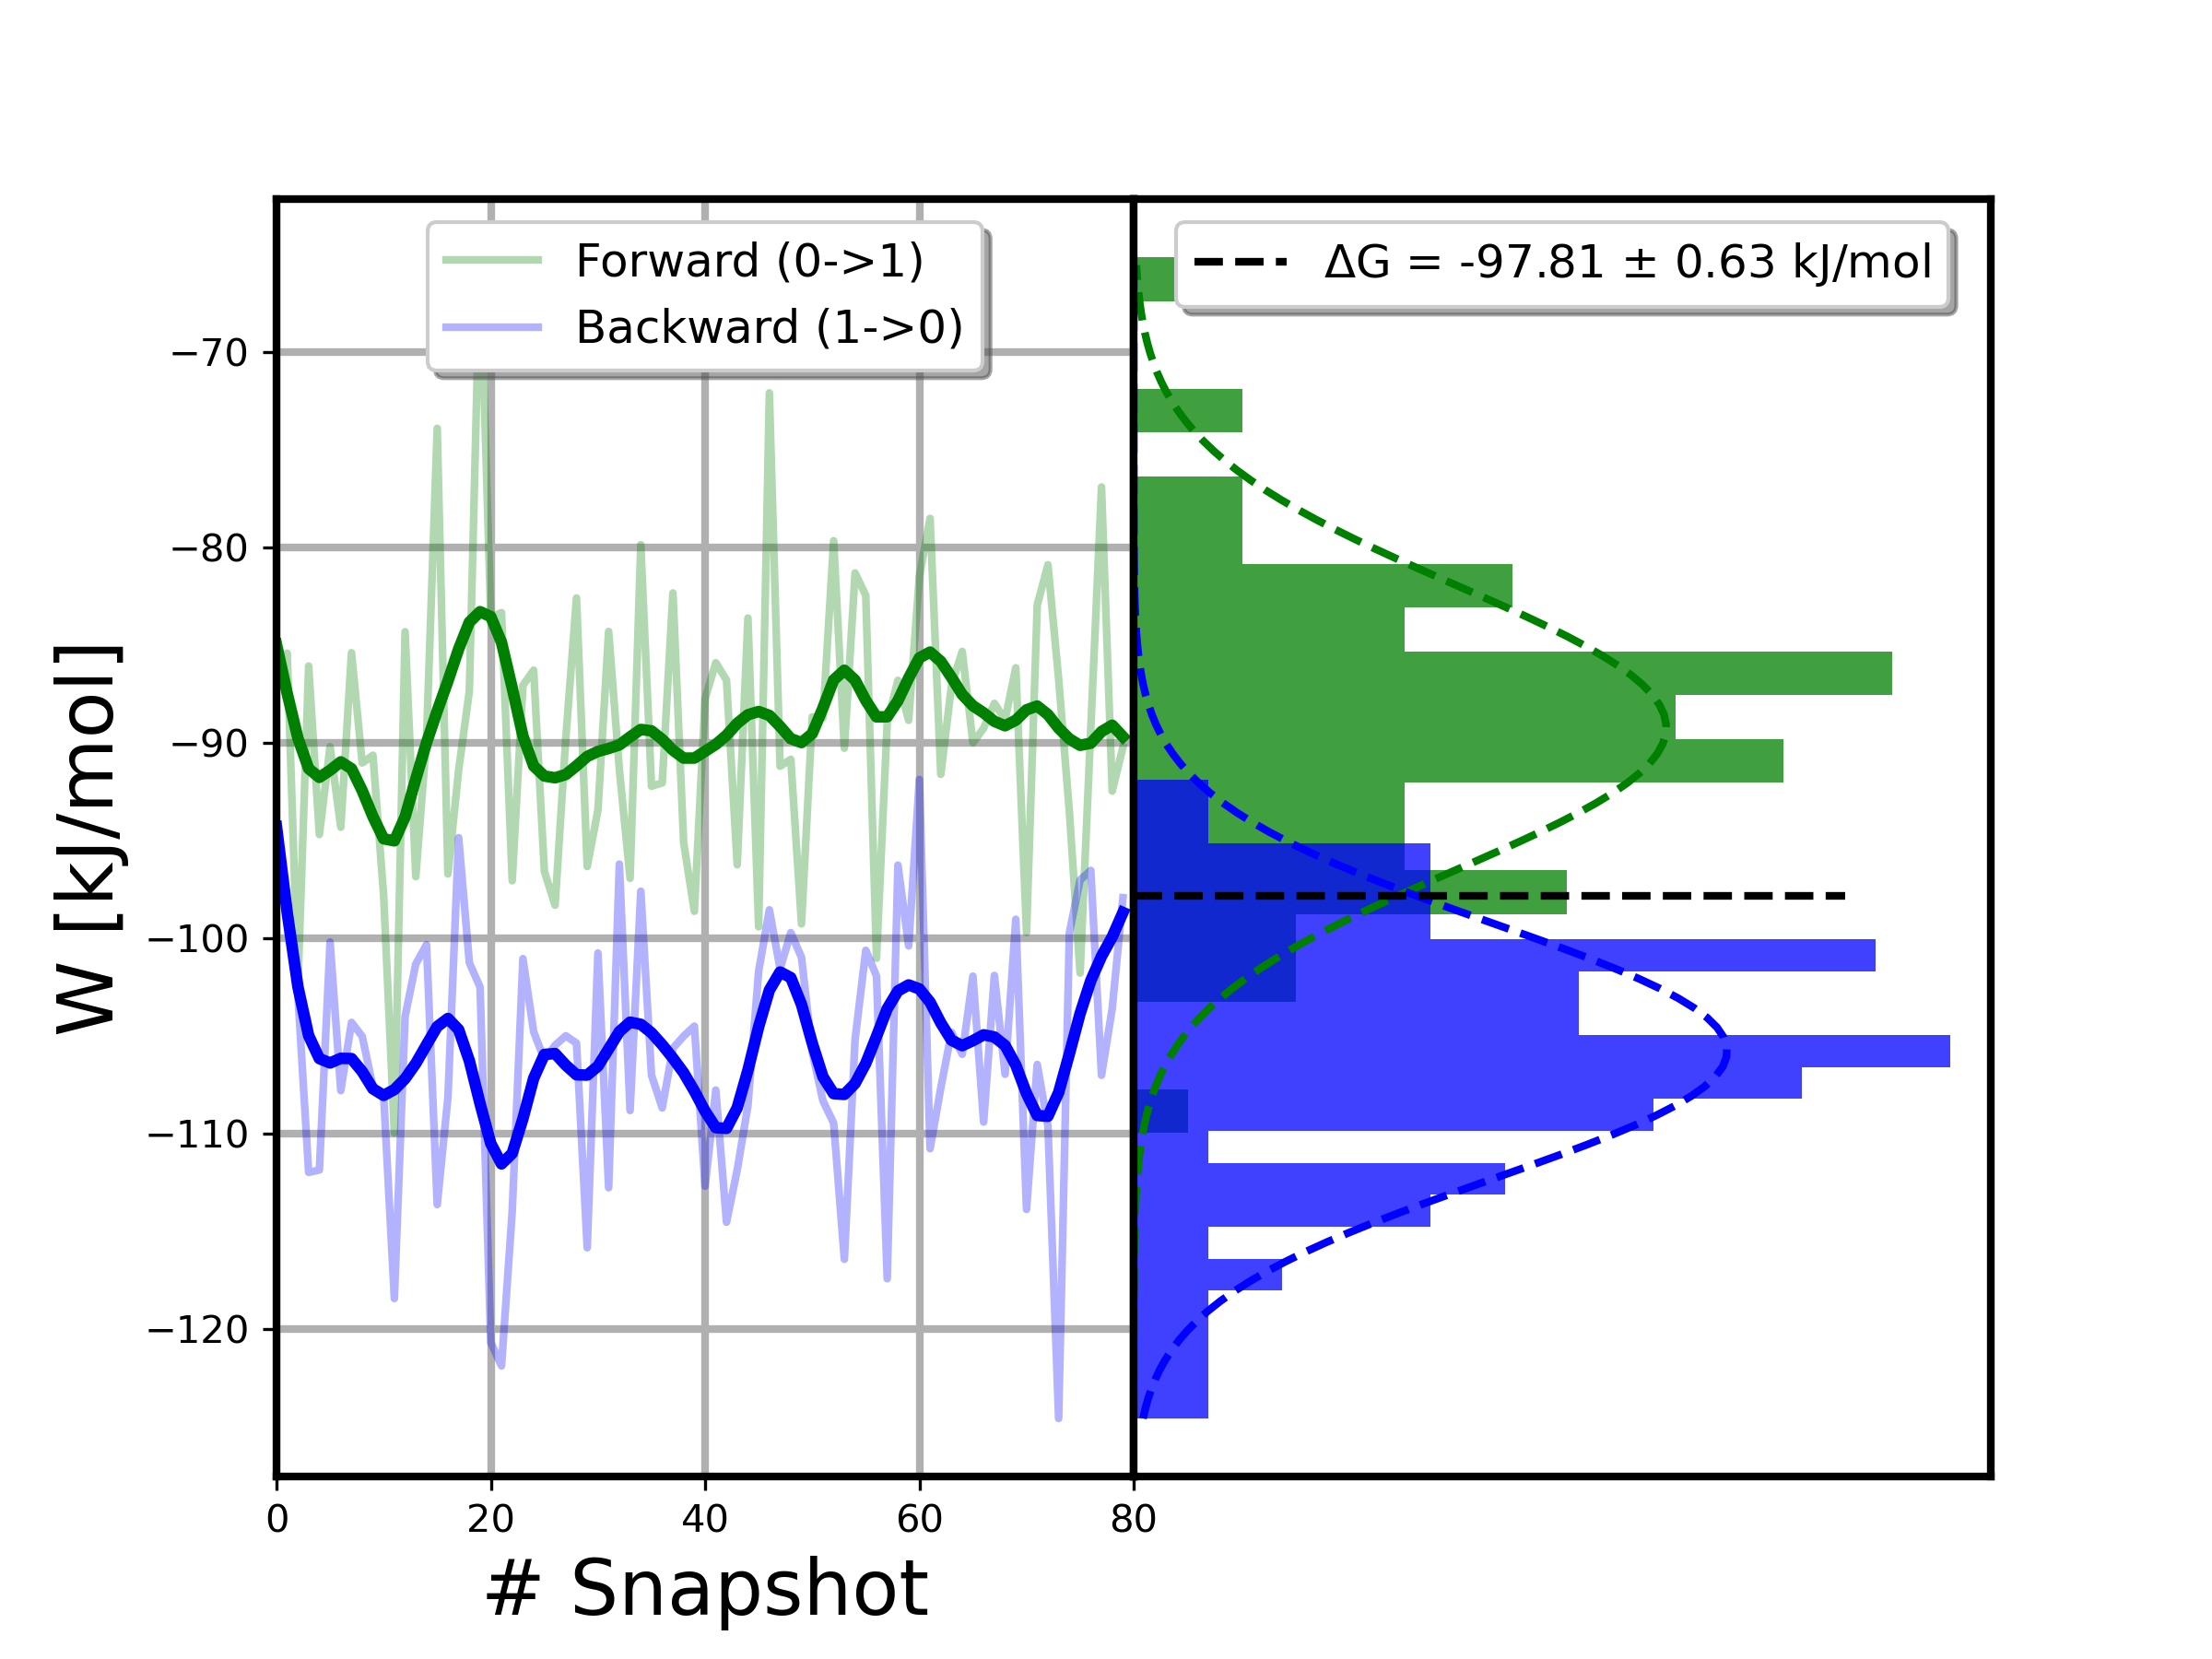 Forward (0->1)
Backward (1->0)
ΔG = -97.81 ± 0.63 kJ/mol
W [kJ/mol]
−70
−80
−90
−100
−110
−120
0 20 40 60 80
# Snapshot